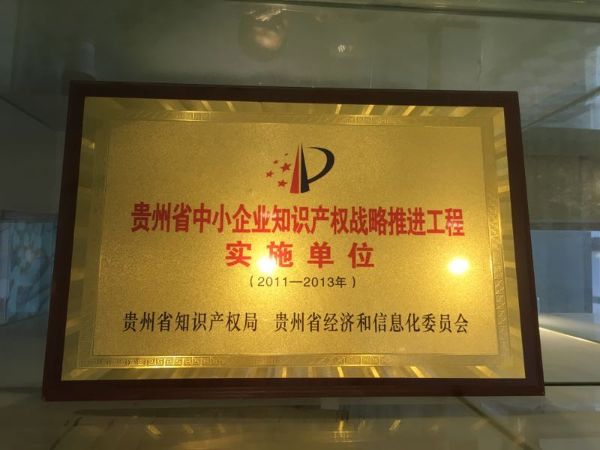 贵州省中小企业知识产权战略推进工程
实施单位
（2011—2013年）
贵州省知识产权局 贵州省经济和信息化委员会